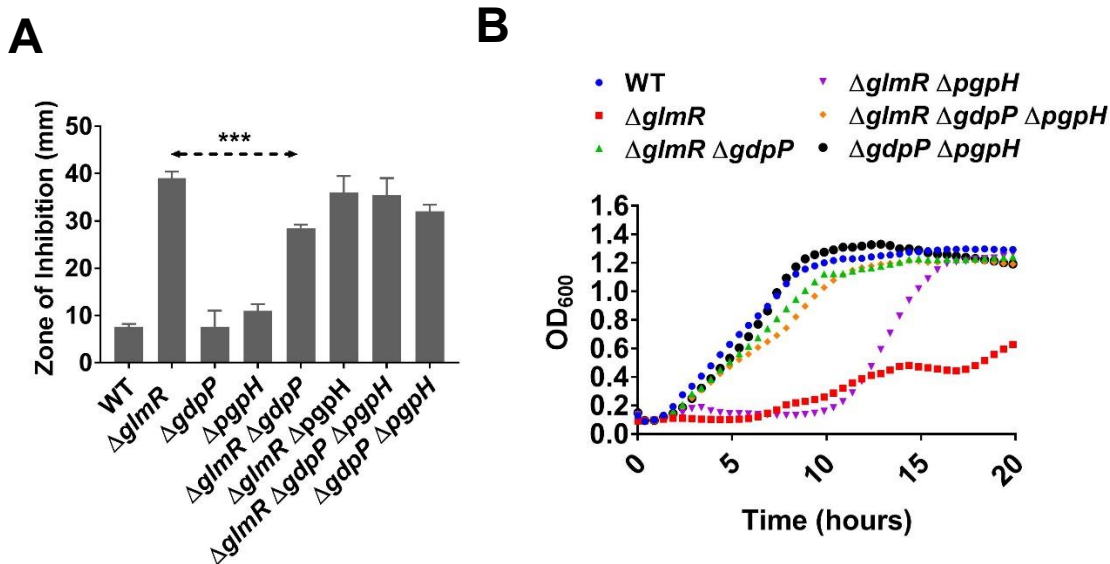 A
Zone of Inhibition (mm)
50
40
30
20
10
0
***
WT
ΔglmR
ΔgdpP
ΔpgpH
ΔglmR ΔgdpP
ΔglmR ΔpgpH
ΔglmR ΔgdpP ΔpgpH
ΔgdpP ΔpgpH
B
WT
ΔglmR
ΔglmR ΔgdpP
ΔglmR ΔpgpH
ΔglmR ΔgdpP ΔpgpH
ΔgdpP ΔpgpH
OD600
1.6
1.4
1.2
1.0
0.8
0.6
0.4
0.2
0.0
0
5
10
15
20
Time (hours)